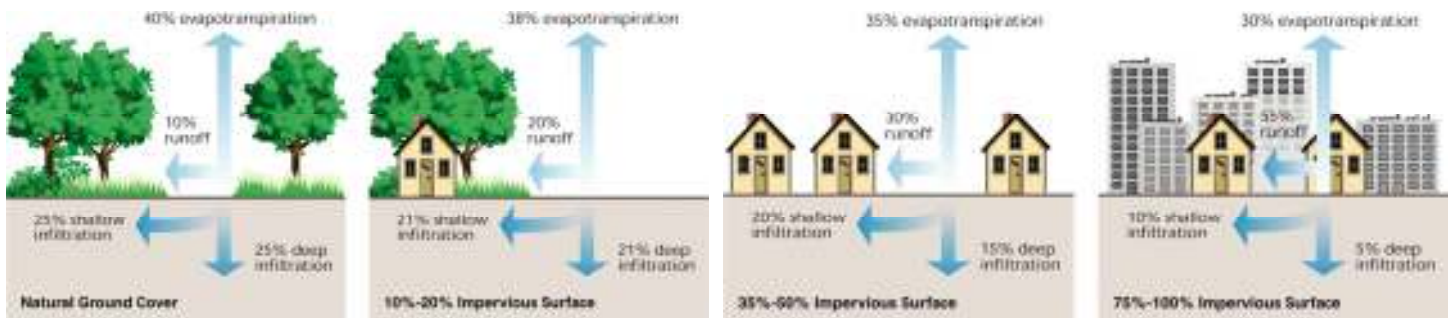 40% evapotranspiration
10%
runoff
25% shallow
infiltration
25% deep
infiltration
Natural Ground Cover
38% evapotranspiration
20%
runoff
21% shallow
infiltration
21% deep
infiltration
10%-20% Impervious Surface
35% evapotranspiration
30%
runoff
20% shallow
infiltration
15% deep
infiltration
35%-50% Impervious Surface
30% evapotranspiration
55%
runoff
10% shallow
infiltration
5% deep
infiltration
75%-100% Impervious Surface